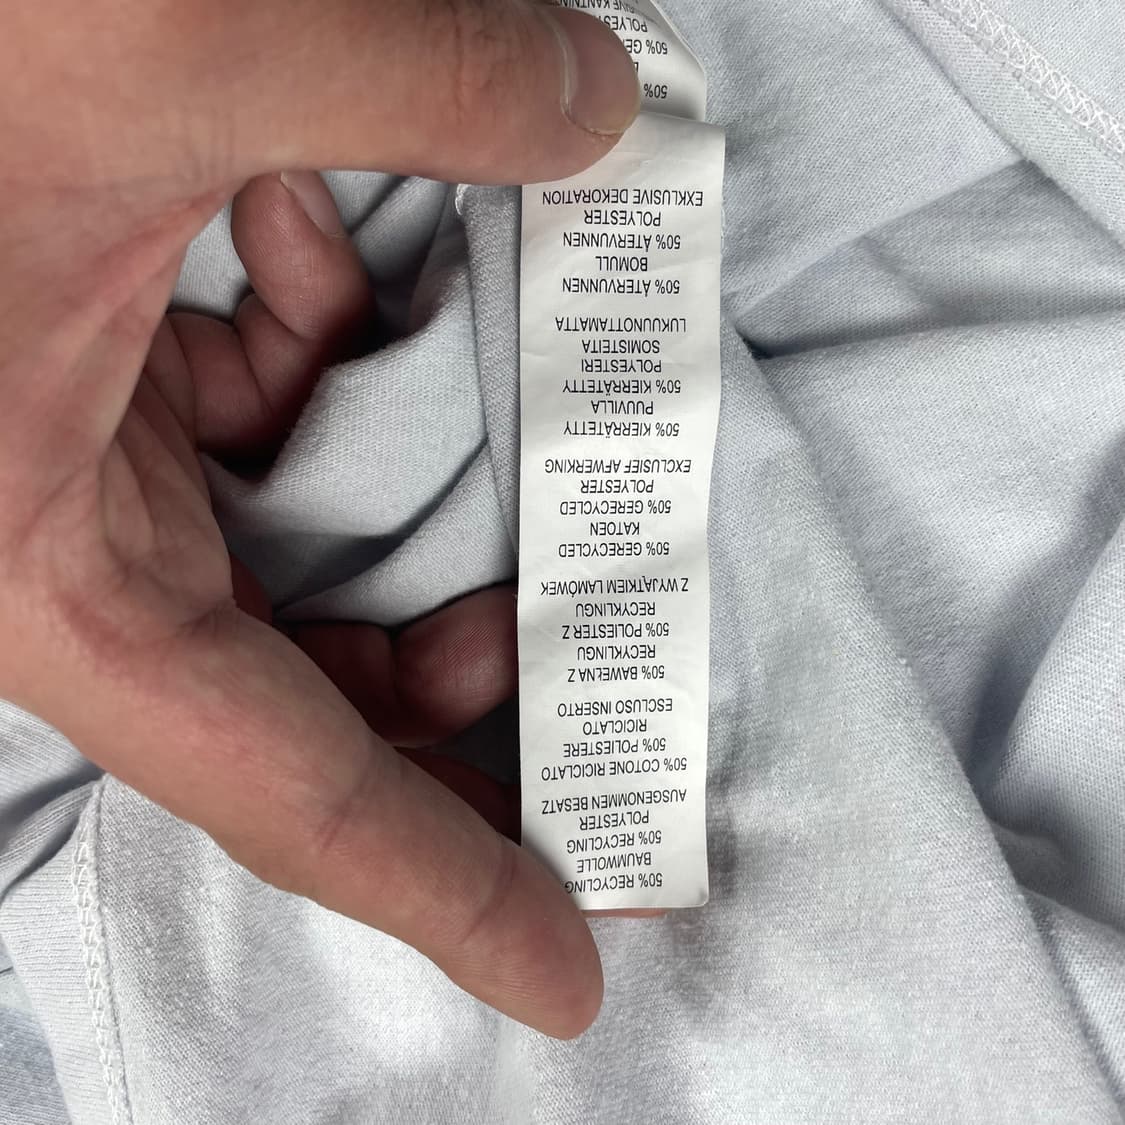 50% RECYCLING
BAUMWOLLE
50% RECYCLING
POLYESTER
AUSGENOMMEN BESATZ
50% COTONE RICICLATO
50% POLIESTERE
RICICLATO
ESCLUSO INSERTO
50% BAWEŁNA Z
RECYKLINGU
50% POLIESTER Z
RECYKLINGU
Z WYJĄTKIEM LAMÓWEK
50% GERECYCLED
KATOEN
50% GERECYCLED
POLYESTER
EXCLUSIEF AFWERKING
50% KIERRÄTETTY
PUUVILLA
50% KIERRÄTETTY
POLYESTERI
SOMISTEITA
LUKUUNOTTAMATTA
50% ÅTERVUNNEN
BOMULL
50% ÅTERVUNNEN
POLYESTER
EXKLUSIVE DEKORATION
50%
50%